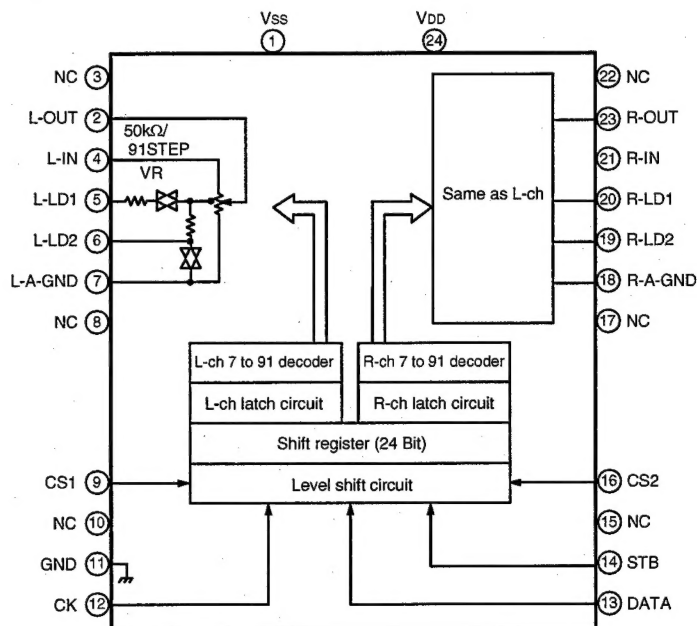 VSS
VDD
1
24
NC 3
22 NC
L-OUT 2
23 R-OUT
50kΩ/
91STEP
VR
L-IN 4
21 R-IN
L-LD1 5
20 R-LD1
Same as L-ch
L-LD2 6
19 R-LD2
L-A-GND 7
18 R-A-GND
NC 8
17 NC
L-ch 7 to 91 decoder
R-ch 7 to 91 decoder
L-ch latch circuit
R-ch latch circuit
Shift register (24 Bit)
Level shift circuit
CS1 9
16 CS2
NC 10
15 NC
GND 11
14 STB
CK 12
13 DATA